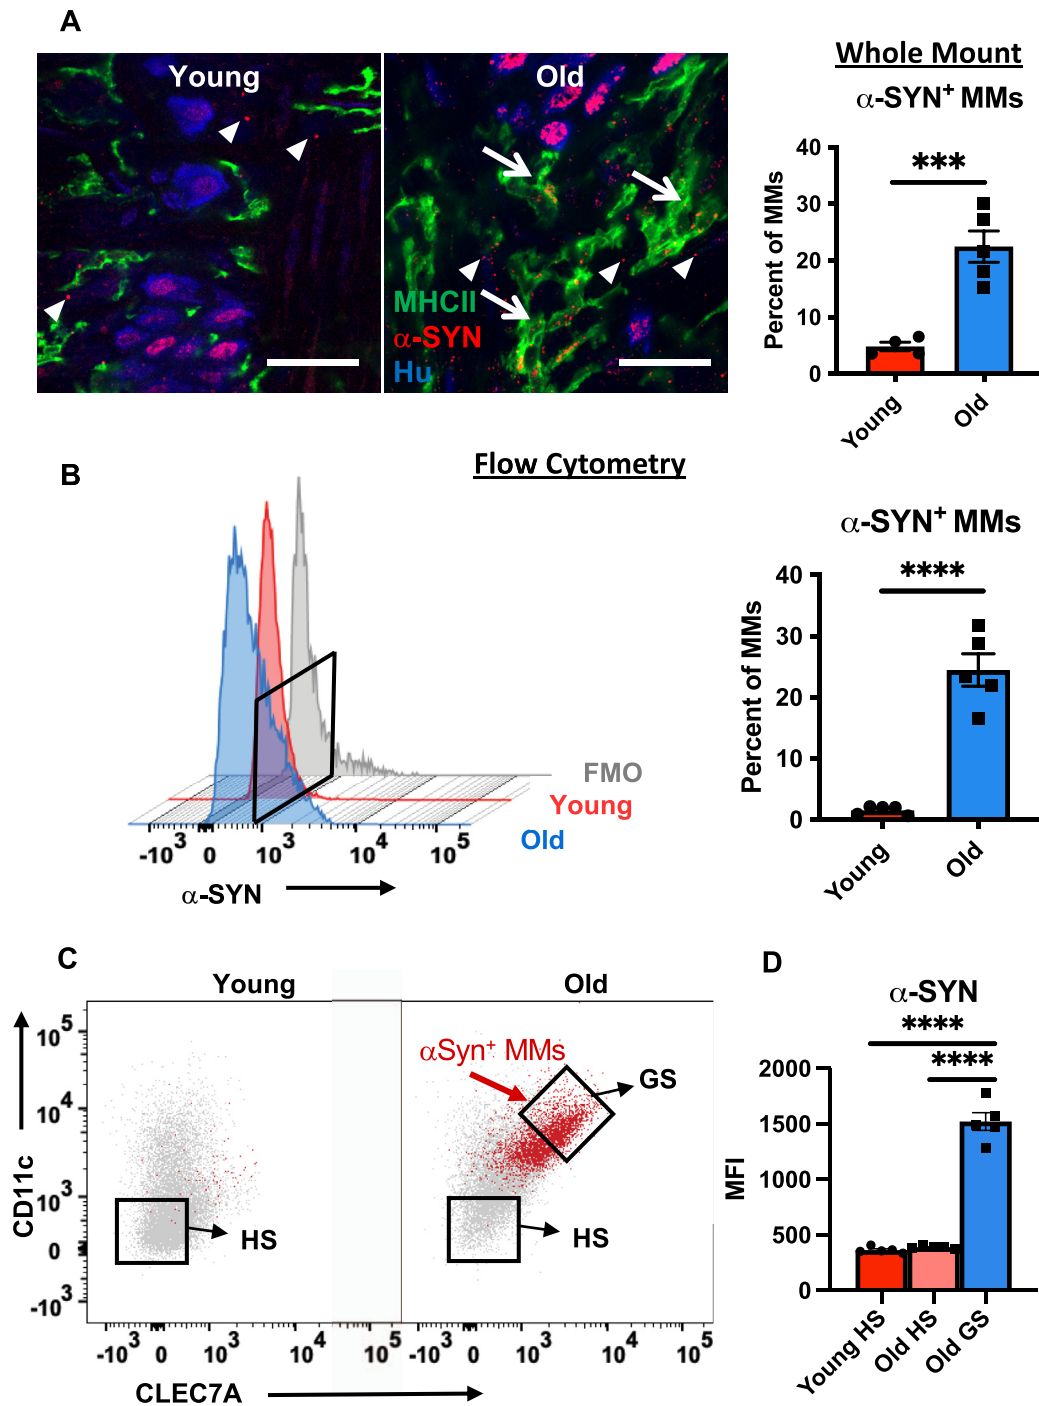 A
Young
Old
MHCII
α-SYN
Hu
Whole Mount
α-SYN+ MMs
***
Percent of MMs
40
30
20
10
0
Young
Old
B
Flow Cytometry
FMO
Young
Old
-10³ 0 10³ 10⁴ 10⁵
α-SYN
α-SYN+ MMs
****
Percent of MMs
40
30
20
10
0
Young
Old
C
Young
Old
αSyn+ MMs
GS
HS
HS
CD11c
10⁵
10⁴
10³
0
-10³
-10³ 0 10³ 10⁴ 10⁵
-10³ 0 10³ 10⁴ 10⁵
CLEC7A
D
α-SYN
****
****
MFI
2000
1500
1000
500
0
Young HS
Old HS
Old GS